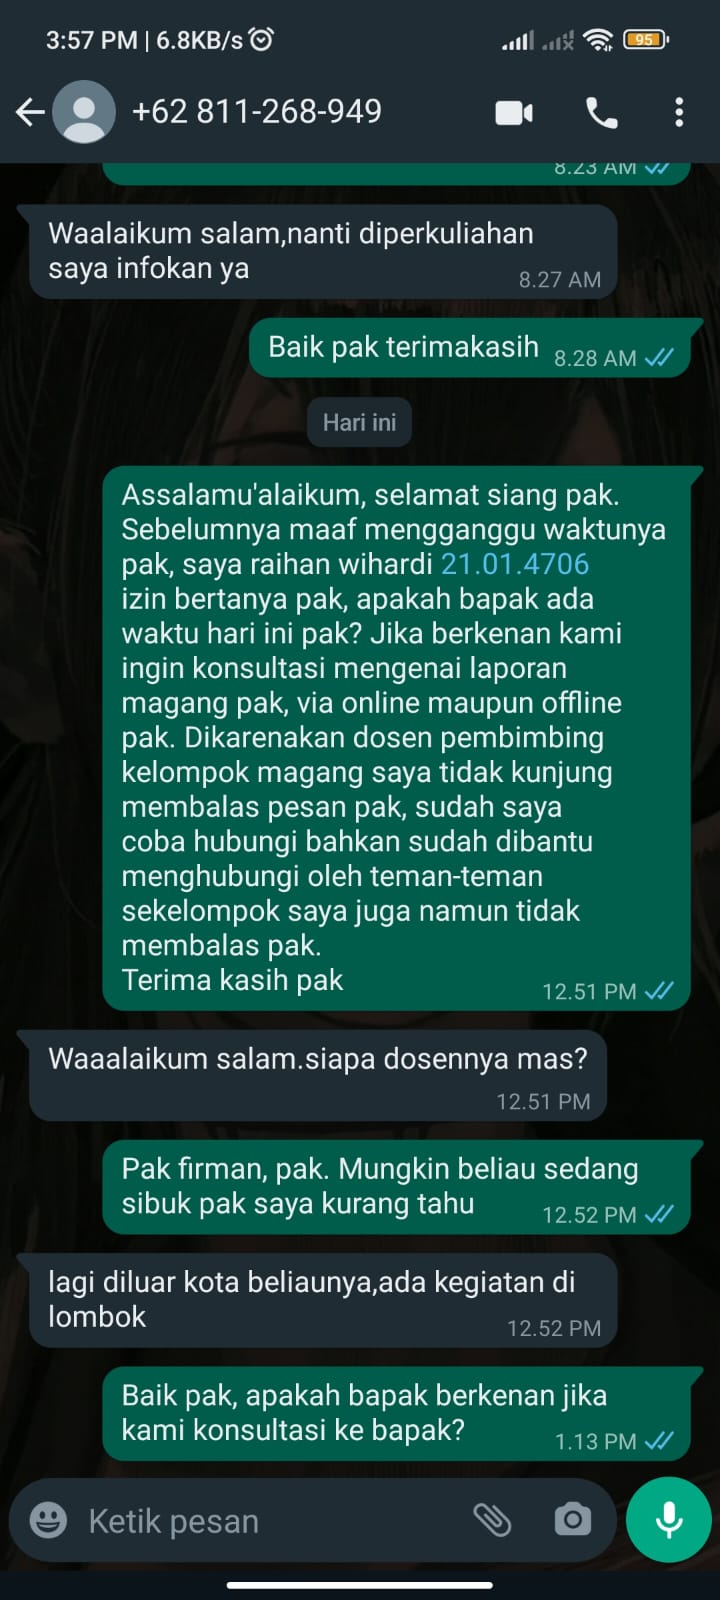 3:57 PM | 6.8KB/s
95
+62 811-268-949
8.23 AM
Waalaikum salam,nanti diperkuliahan
saya infokan ya
8.27 AM
Baik pak terimakasih
8.28 AM
Hari ini
Assalamu'alaikum, selamat siang pak.
Sebelumnya maaf mengganggu waktunya
pak, saya raihan wihardi 21.01.4706
izin bertanya pak, apakah bapak ada
waktu hari ini pak? Jika berkenan kami
ingin konsultasi mengenai laporan
magang pak, via online maupun offline
pak. Dikarenakan dosen pembimbing
kelompok magang saya tidak kunjung
membalas pesan pak, sudah saya
coba hubungi bahkan sudah dibantu
menghubungi oleh teman-teman
sekelompok saya juga namun tidak
membalas pak.
Terima kasih pak
12.51 PM
Waaalaikum salam.siapa dosennya mas?
12.51 PM
Pak firman, pak. Mungkin beliau sedang
sibuk pak saya kurang tahu
12.52 PM
lagi diluar kota beliaunya,ada kegiatan di
lombok
12.52 PM
Baik pak, apakah bapak berkenan jika
kami konsultasi ke bapak?
1.13 PM
Ketik pesan